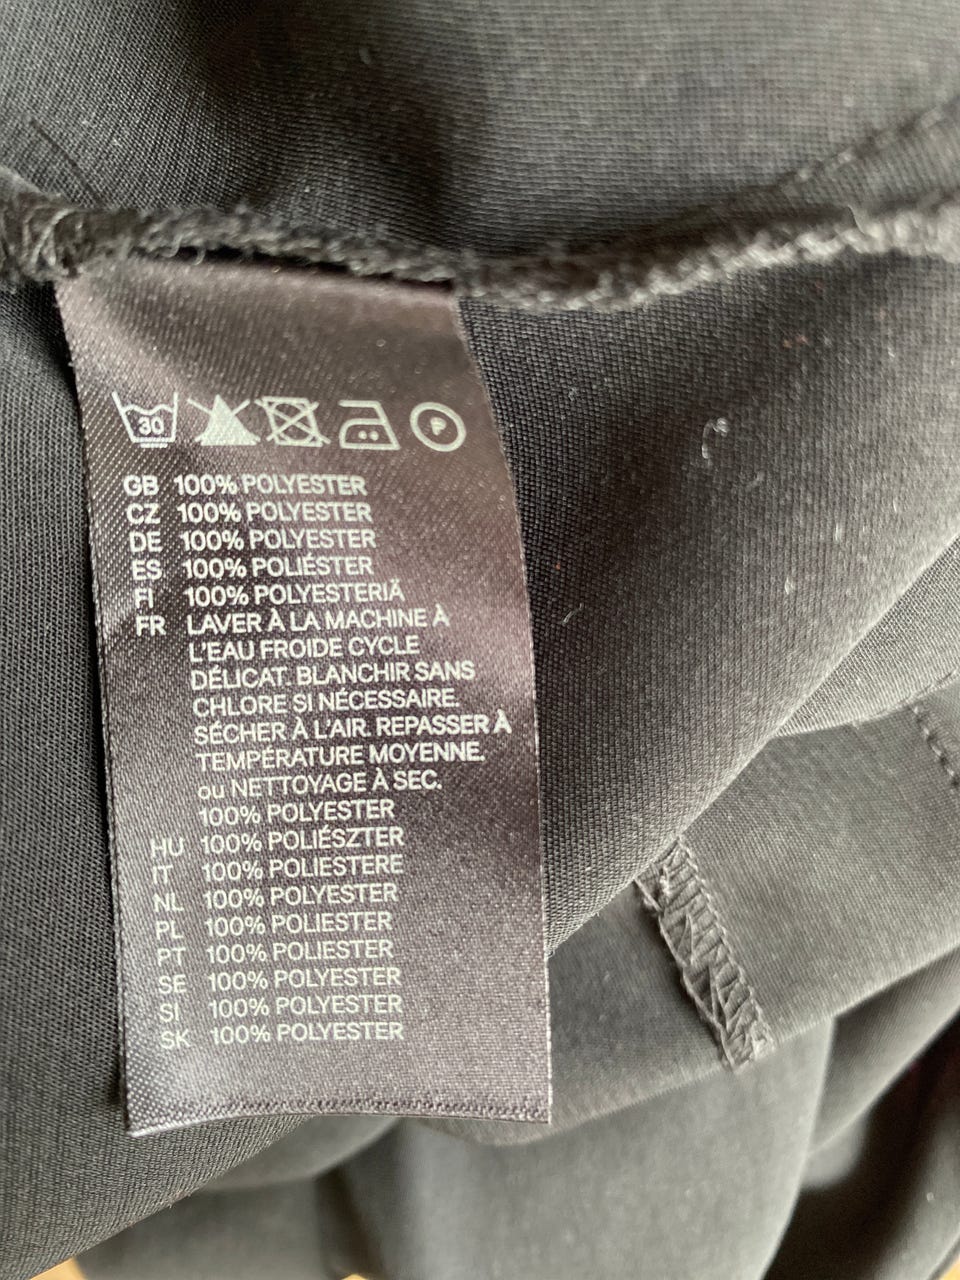 30 P
GB 100% POLYESTER
CZ 100% POLYESTER
DE 100% POLYESTER
ES 100% POLIÉSTER
FI 100% POLYESTERIÄ
FR LAVER À LA MACHINE À
L'EAU FROIDE CYCLE
DÉLICAT. BLANCHIR SANS
CHLORE SI NÉCESSAIRE.
SÉCHER À L'AIR. REPASSER À
TEMPÉRATURE MOYENNE.
ou NETTOYAGE À SEC.
100% POLYESTER
HU 100% POLIÉSZTER
IT 100% POLIESTERE
NL 100% POLYESTER
PL 100% POLIESTER
PT 100% POLIESTER
SE 100% POLYESTER
SI 100% POLIESTER
SK 100% POLYESTER